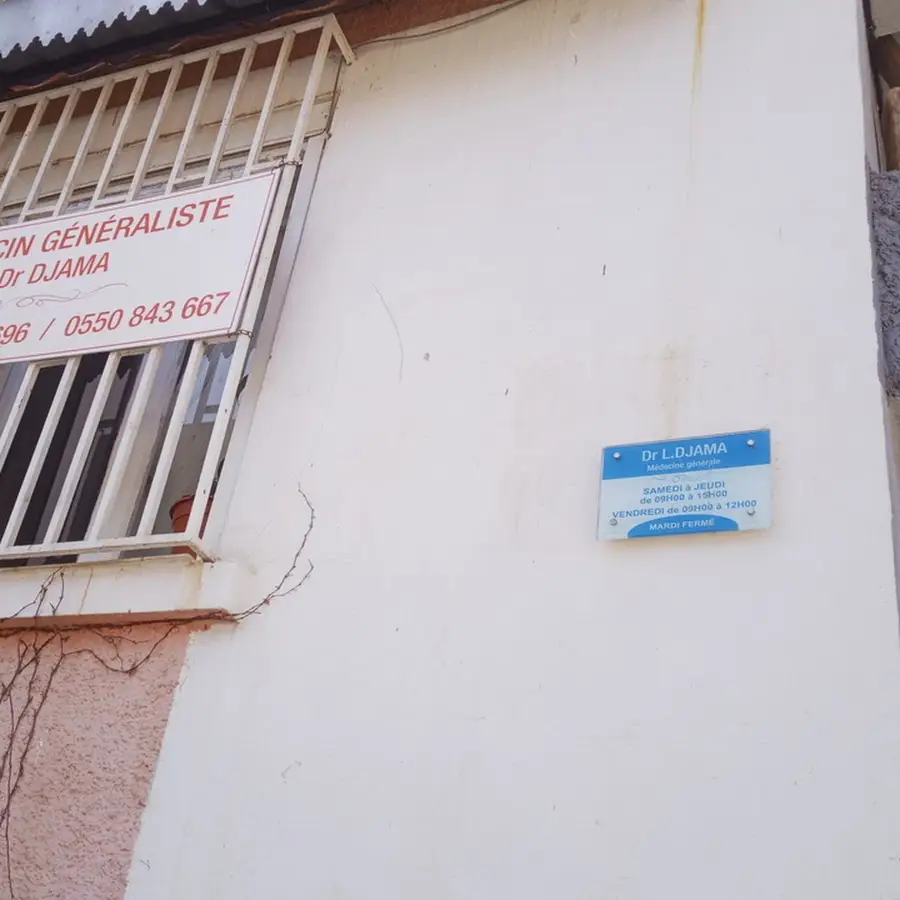 CIN GÉNÉRALISTE
Dr DJAMA
696 / 0550 843 667
Dr L.DJAMA
Médecine générale
SAMEDI à JEUDI
de 09H00 à 15H00
VENDREDI de 09H00 à 12H00
MARDI FERMÉ